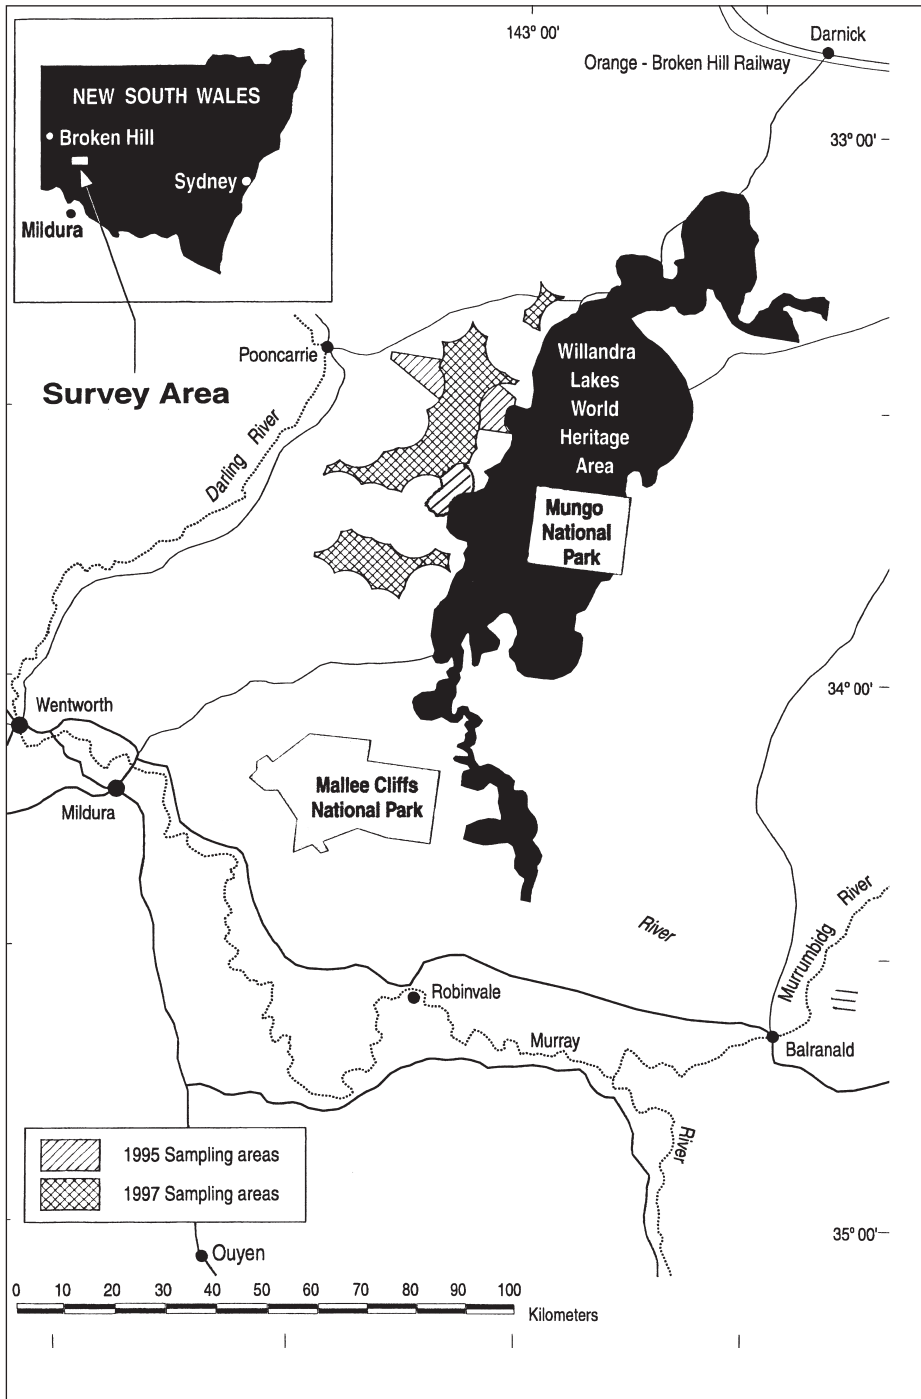 143° 00'
Darnick
Orange - Broken Hill Railway
33° 00'
NEW SOUTH WALES
Broken Hill
Sydney
Mildura
Pooncarrie
Survey Area
Darling River
Willandra
Lakes
World
Heritage
Area
Mungo
National
Park
34° 00'
Wentworth
Mildura
Mallee Cliffs
National Park
River
Murrumbidg
River
Robinvale
Murray
Balranald
River
1995 Sampling areas
1997 Sampling areas
35° 00'
Ouyen
0 10 20 30 40 50 60 70 80 90 100
Kilometers